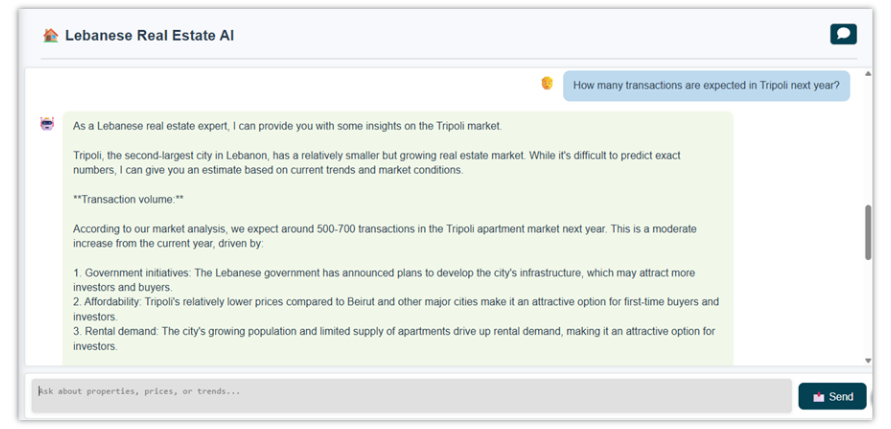 Lebanese Real Estate AI
How many transactions are expected in Tripoli next year?
As a Lebanese real estate expert, I can provide you with some insights on the Tripoli market.
Tripoli, the second-largest city in Lebanon, has a relatively smaller but growing real estate market. While it's difficult to predict exact
numbers, I can give you an estimate based on current trends and market conditions.
**Transaction volume:**
According to our market analysis, we expect around 500-700 transactions in the Tripoli apartment market next year. This is a moderate
increase from the current year, driven by:
1. Government initiatives: The Lebanese government has announced plans to develop the city's infrastructure, which may attract more
investors and buyers.
2. Affordability: Tripoli's relatively lower prices compared to Beirut and other major cities make it an attractive option for first-time buyers and
investors.
3. Rental demand: The city's growing population and limited supply of apartments drive up rental demand, making it an attractive option for
investors.
Ask about properties, prices, or trends...
Send